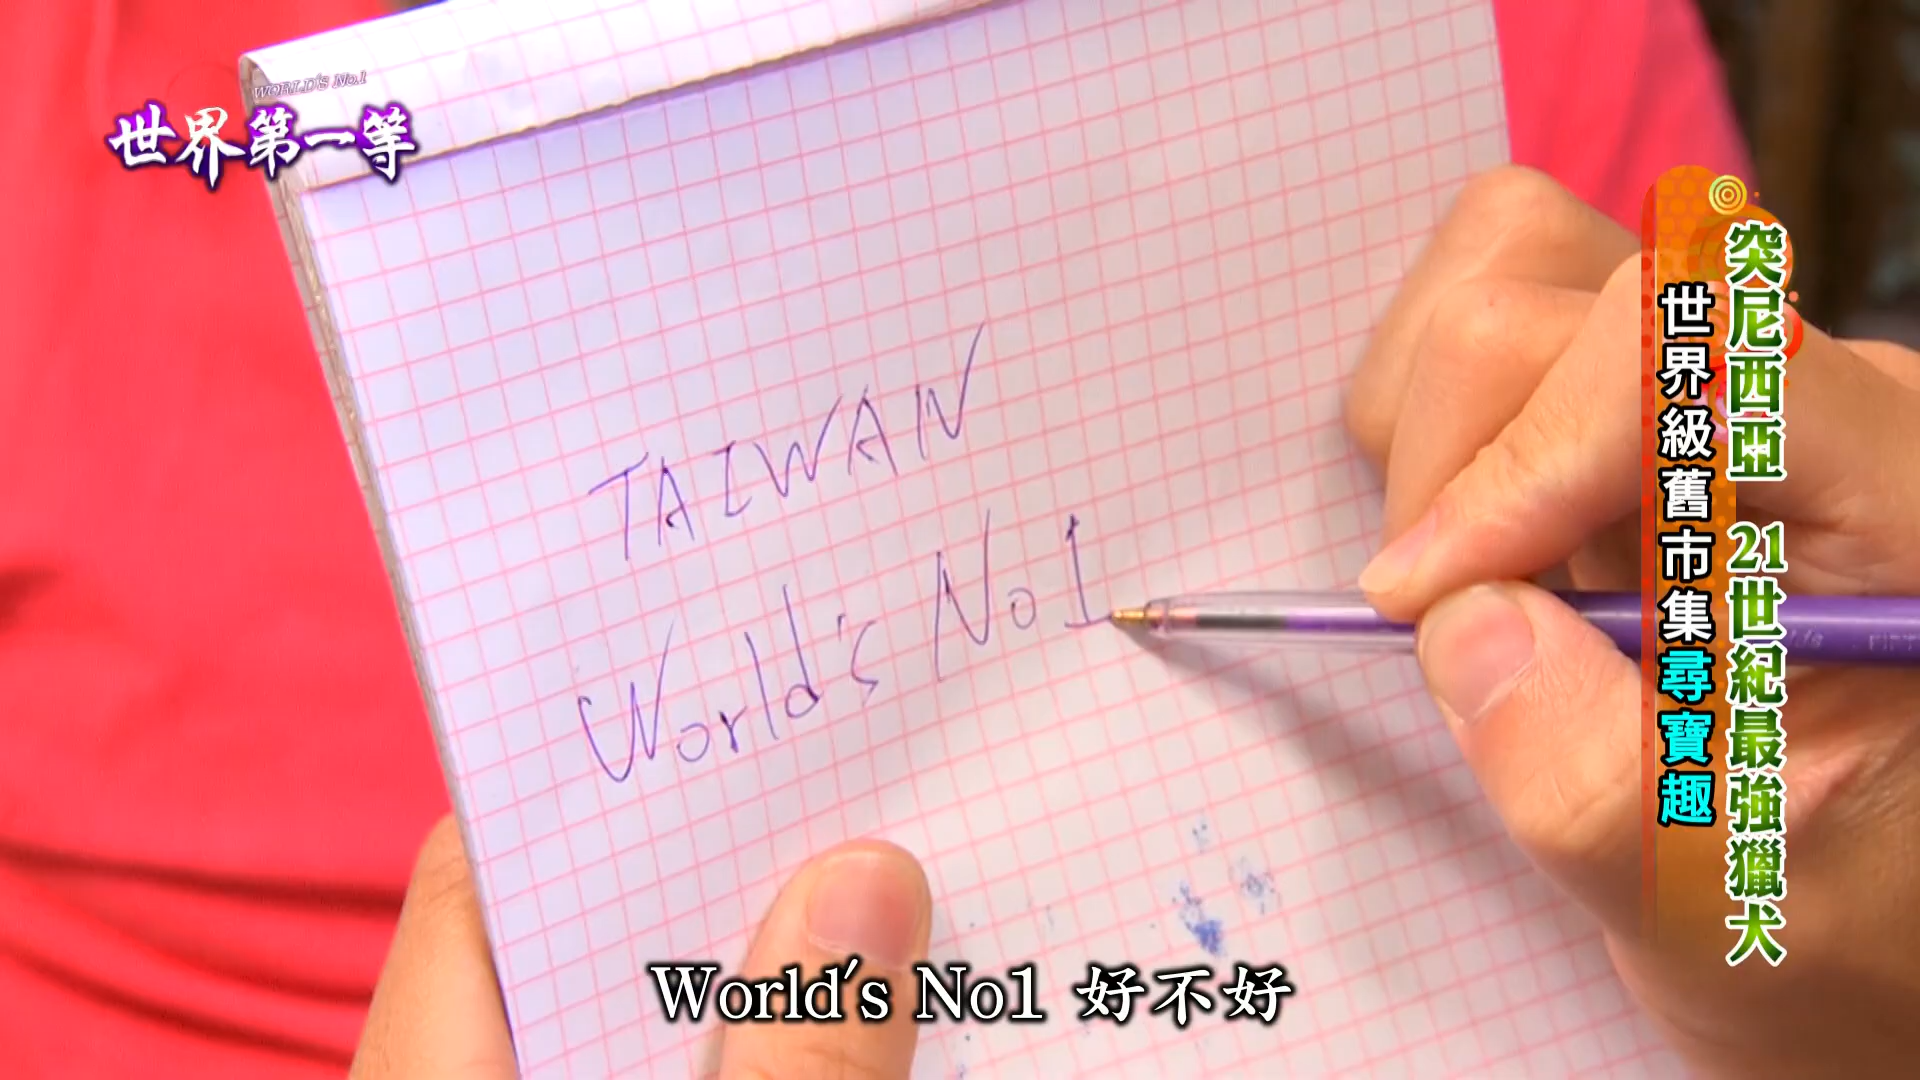 WORLD'S No.1
世界第一等
突尼西亞 21世紀最強獵犬
世界級舊市集尋寶趣
TAIWAN
World's No1
World's No1 好不好